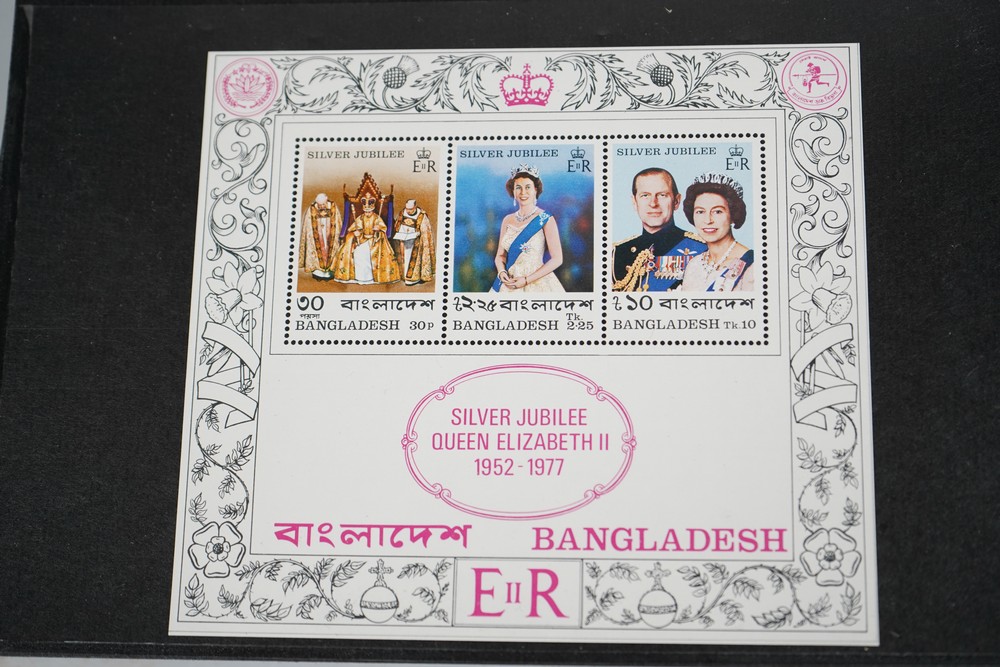 SILVER JUBILEE
EIIR
৩০ বাংলাদেশ
পয়সা
BANGLADESH 30P
SILVER JUBILEE
EIIR
৳২·২৫ বাংলাদেশ
BANGLADESH Tk. 2·25
SILVER JUBILEE
EIIR
৳১০ বাংলাদেশ
BANGLADESH Tk.10
SILVER JUBILEE
QUEEN ELIZABETH II
1952 - 1977
বাংলাদেশ BANGLADESH
EIIR